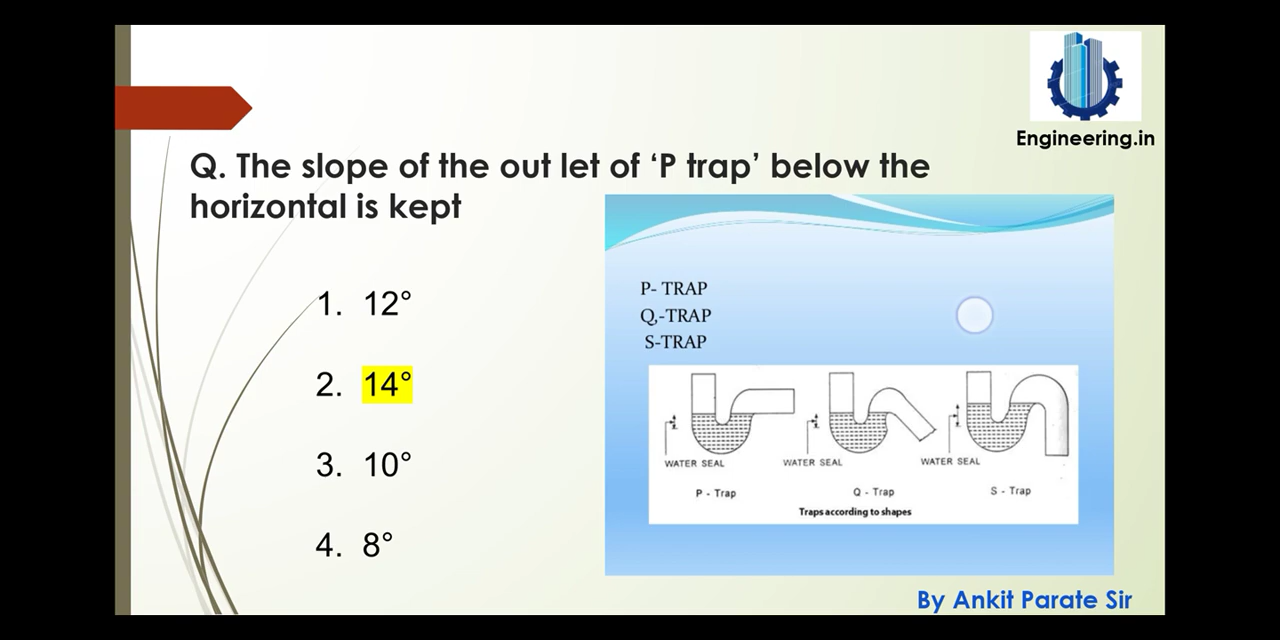 Engineering.in
Q. The slope of the out let of ‘P trap’ below the
horizontal is kept
1. 12°
2. 14°
3. 10°
4. 8°
P- TRAP
Q,-TRAP
S-TRAP
WATER SEAL
WATER SEAL
WATER SEAL
P - Trap
Q - Trap
S - Trap
Traps according to shapes
By Ankit Parate Sir